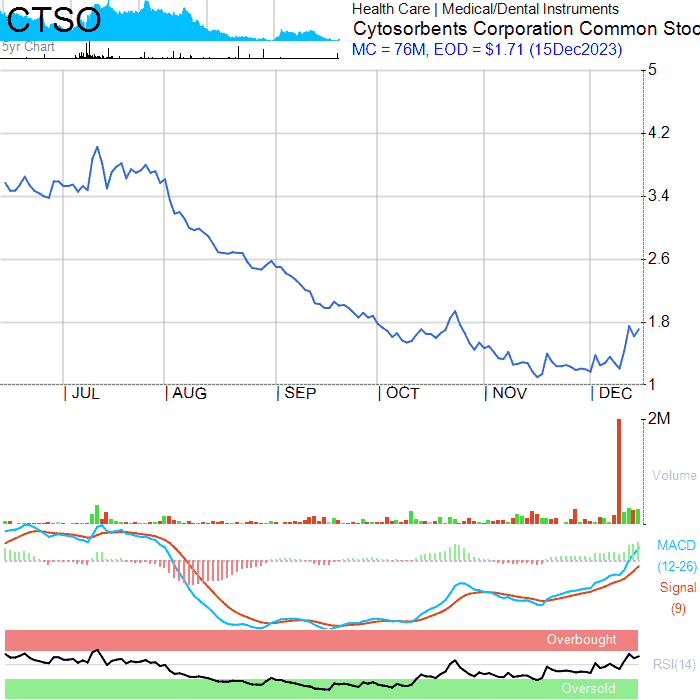 CTSO
5yr Chart
Health Care | Medical/Dental Instruments
Cytosorbents Corporation Common Stoc
MC = 76M, EOD = $1.71 (15Dec2023)
5
4.2
3.4
2.6
1.8
1
JUL AUG SEP OCT NOV DEC
2M
Volume
MACD
(12-26)
Signal
(9)
Overbought
RSI(14)
Oversold